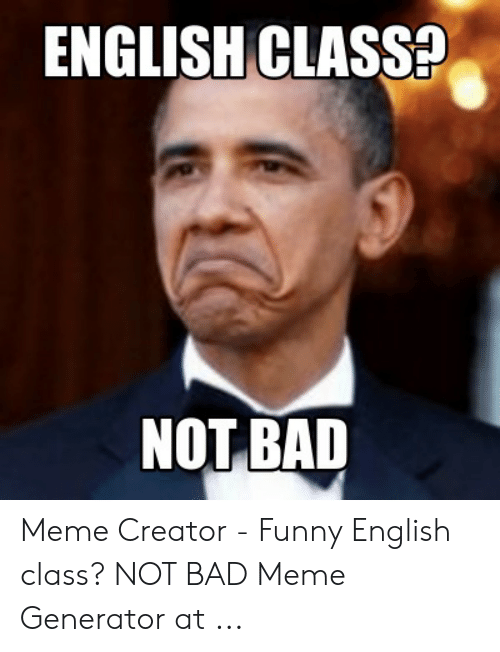 ENGLISH CLASS?
NOT BAD
Meme Creator - Funny English
class? NOT BAD Meme
Generator at ...